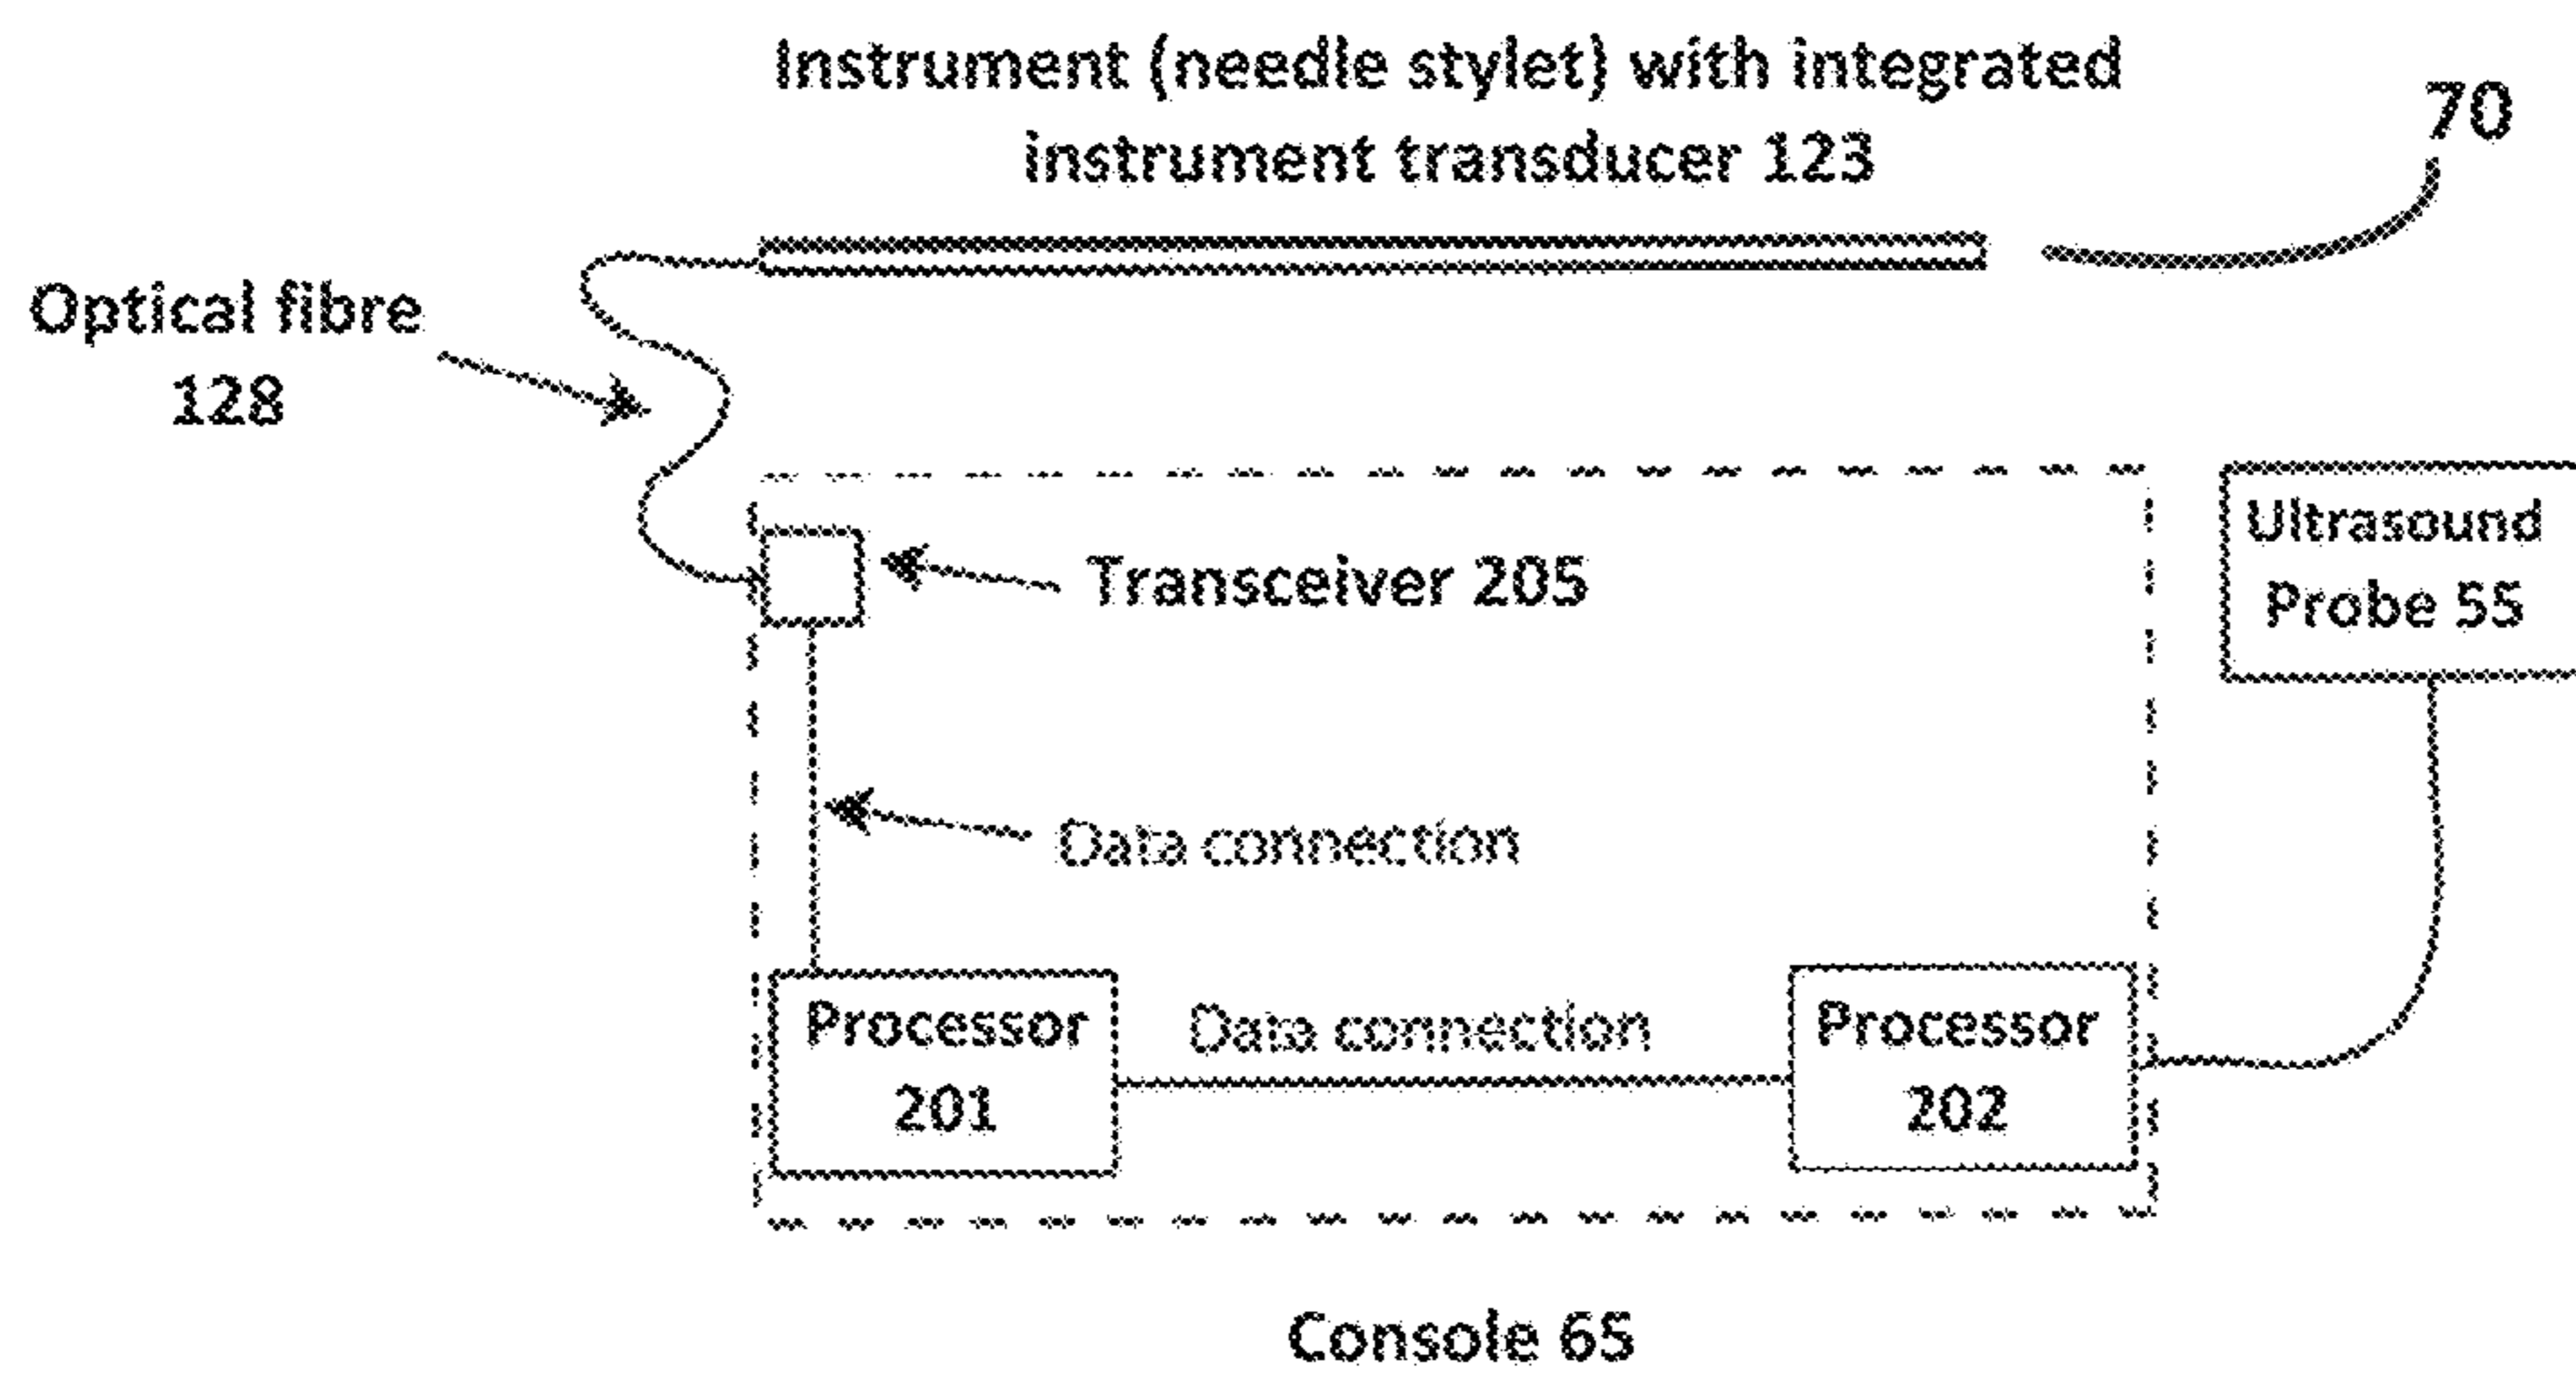 Instrument (needle stylet) with integrated
instrument transducer 123
70
Optical fibre
128
Transceiver 205
Ultrasound
Probe 55
Data connection
Processor
201
Data connection
Processor
202
Console 65